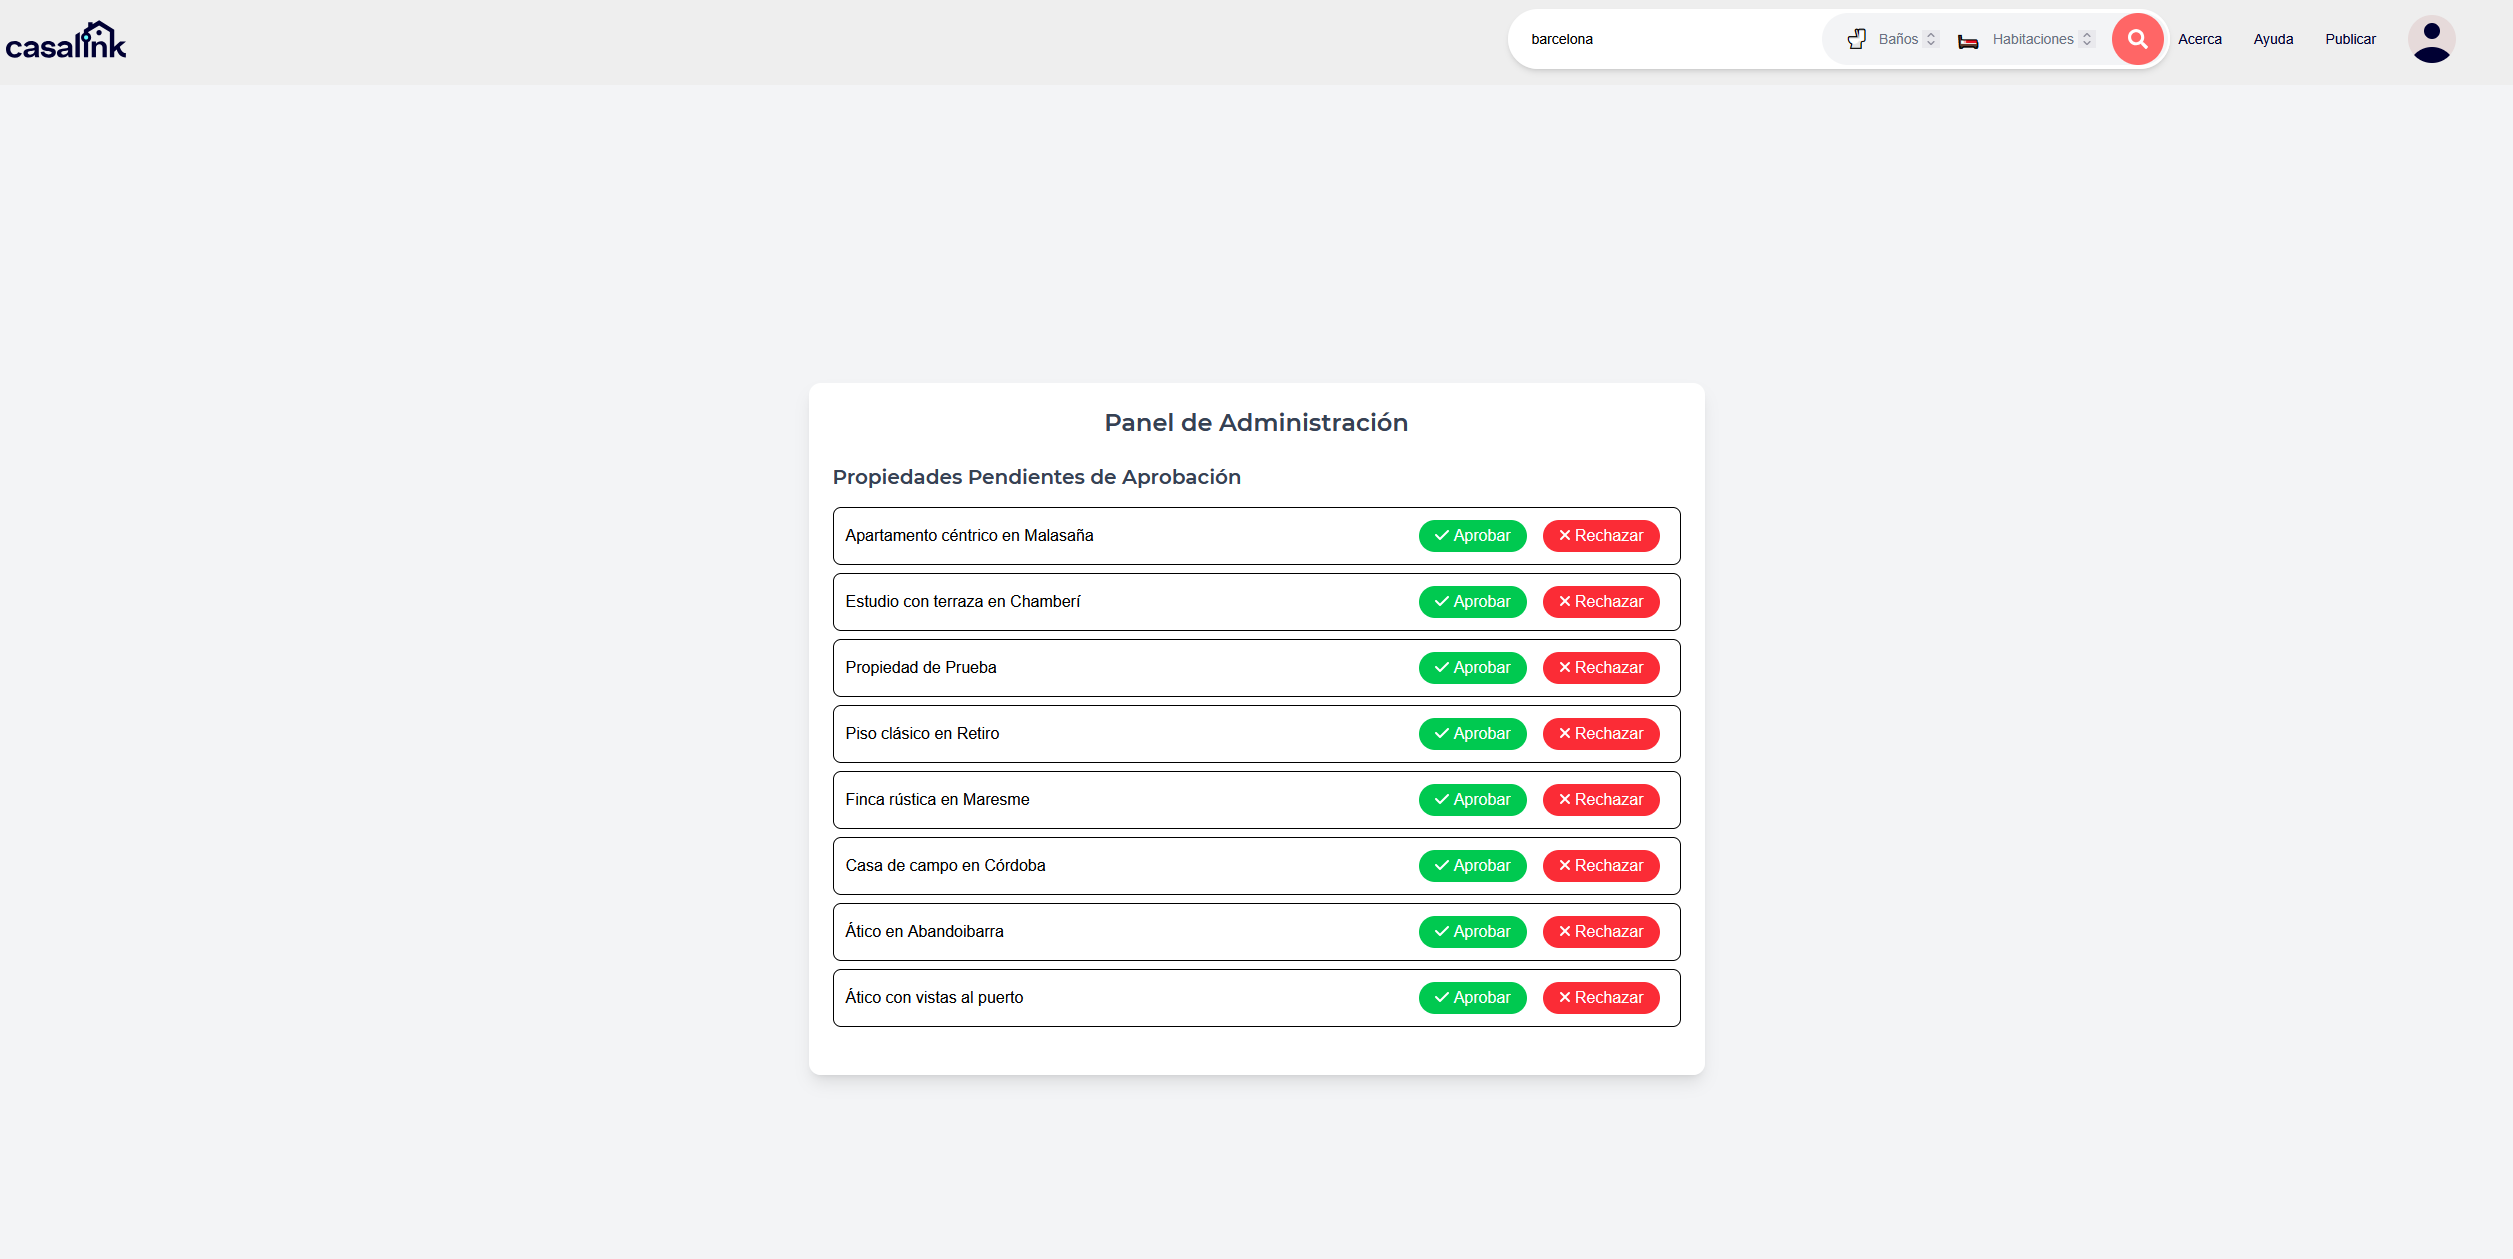 casalink
barcelona Baños Habitaciones Acerca Ayuda Publicar
Panel de Administración
Propiedades Pendientes de Aprobación
Apartamento céntrico en Malasaña Aprobar Rechazar
Estudio con terraza en Chamberí Aprobar Rechazar
Propiedad de Prueba Aprobar Rechazar
Piso clásico en Retiro Aprobar Rechazar
Finca rústica en Maresme Aprobar Rechazar
Casa de campo en Córdoba Aprobar Rechazar
Ático en Abandoibarra Aprobar Rechazar
Ático con vistas al puerto Aprobar Rechazar